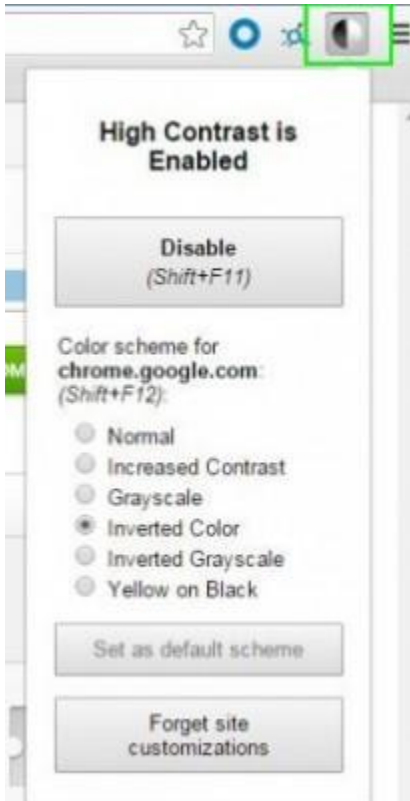 High Contrast is
Enabled
Disable
(Shift+F11)
Color scheme for
chrome.google.com:
(Shift+F12):
Normal
Increased Contrast
Grayscale
Inverted Color
Inverted Grayscale
Yellow on Black
Set as default scheme
Forget site
customizations